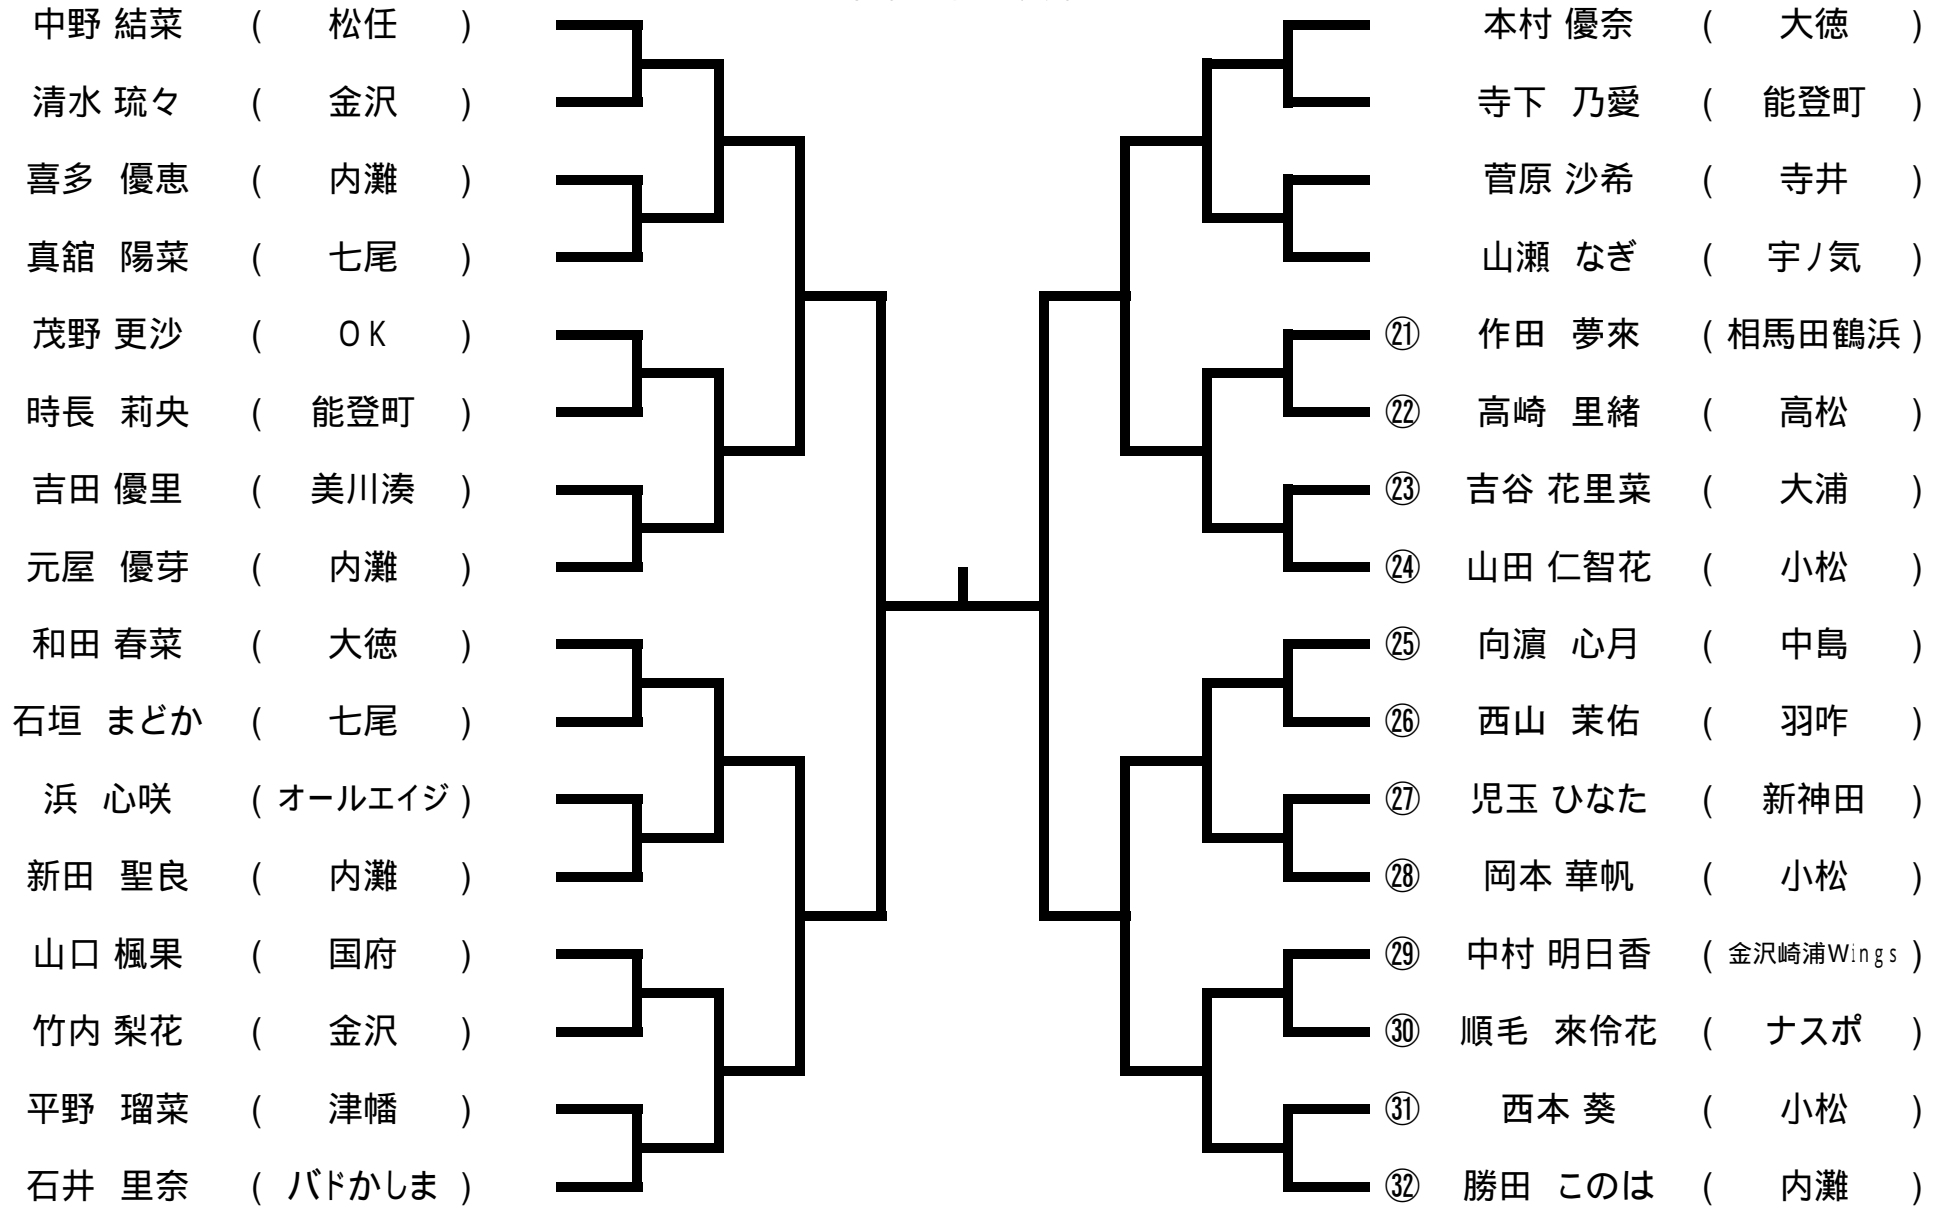 中野 結菜 ( 松任 )
清水 琉々 ( 金沢 )
喜多 優恵 ( 内灘 )
真舘 陽菜 ( 七尾 )
茂野 更沙 ( OK )
時長 莉央 ( 能登町 )
吉田 優里 ( 美川湊 )
元屋 優芽 ( 内灘 )
和田 春菜 ( 大徳 )
石垣 まどか ( 七尾 )
浜 心咲 ( オールエイジ )
新田 聖良 ( 内灘 )
山口 楓果 ( 国府 )
竹内 梨花 ( 金沢 )
平野 瑠菜 ( 津幡 )
石井 里奈 ( バドかしま )
本村 優奈 ( 大徳 )
寺下 乃愛 ( 能登町 )
菅原 沙希 ( 寺井 )
山瀬 なぎ ( 宇ノ気 )
㉑ 作田 夢來 ( 相馬田鶴浜 )
㉒ 高崎 里緒 ( 高松 )
㉓ 吉谷 花里菜 ( 大浦 )
㉔ 山田 仁智花 ( 小松 )
㉕ 向濵 心月 ( 中島 )
㉖ 西山 茉佑 ( 羽咋 )
㉗ 児玉 ひなた ( 新神田 )
㉘ 岡本 華帆 ( 小松 )
㉙ 中村 明日香 ( 金沢崎浦Wings )
㉚ 順毛 來伶花 ( ナスポ )
㉛ 西本 葵 ( 小松 )
㉜ 勝田 このは ( 内灘 )